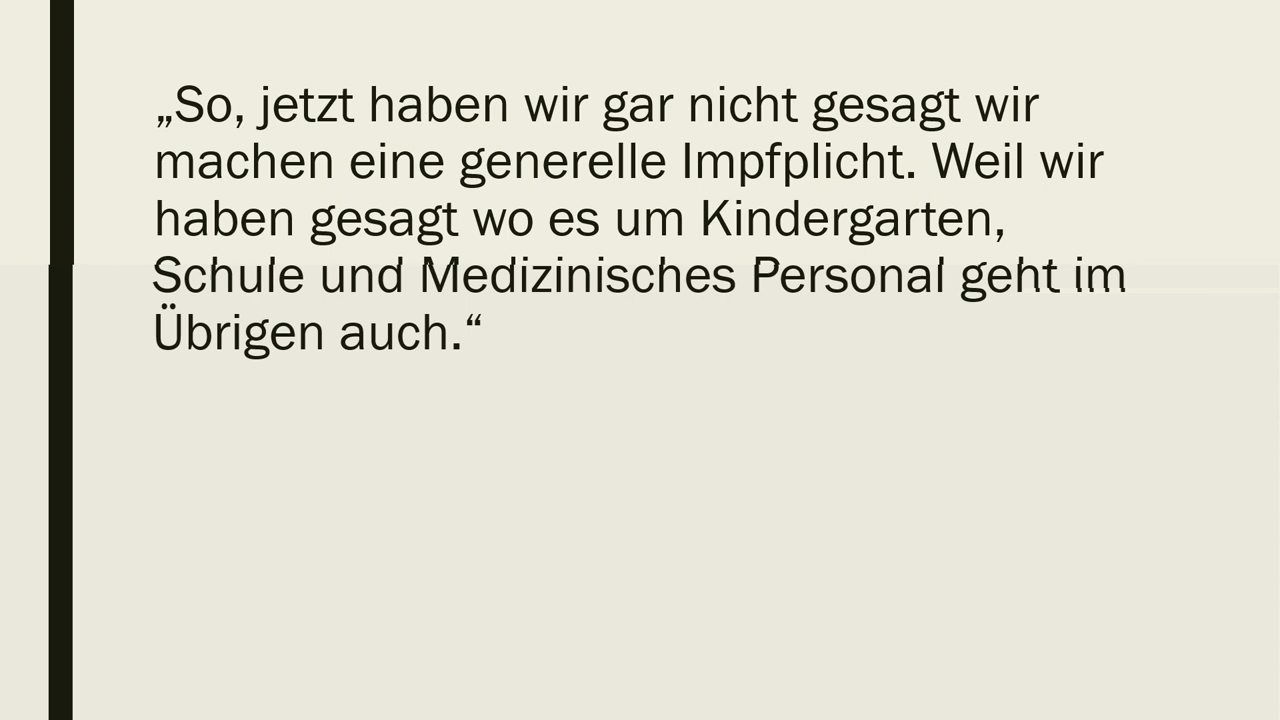 „So, jetzt haben wir gar nicht gesagt wir
machen eine generelle Impfplicht. Weil wir
haben gesagt wo es um Kindergarten,
Schule und Medizinisches Personal geht im
Übrigen auch.“